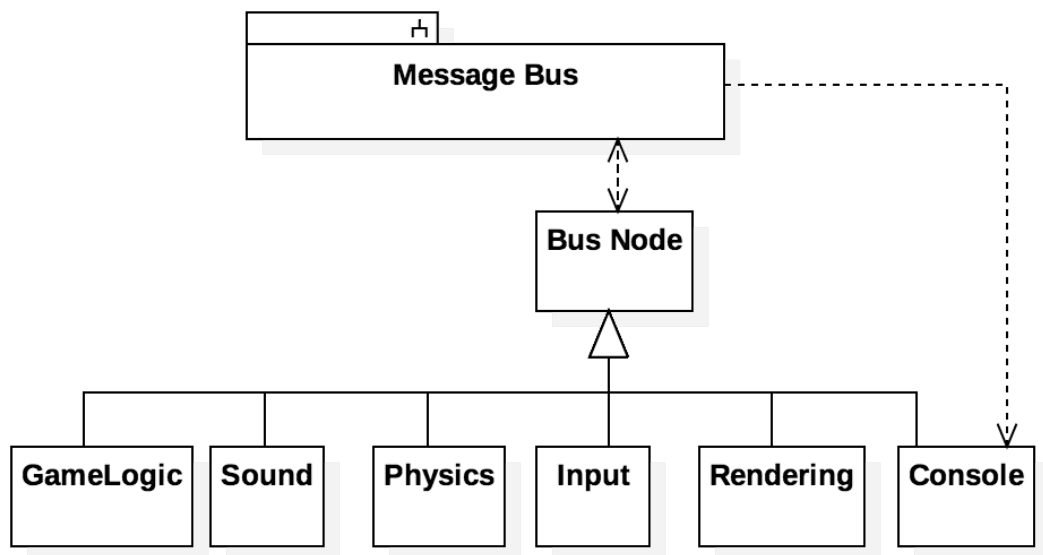 Message Bus
Bus Node
GameLogic
Sound
Physics
Input
Rendering
Console